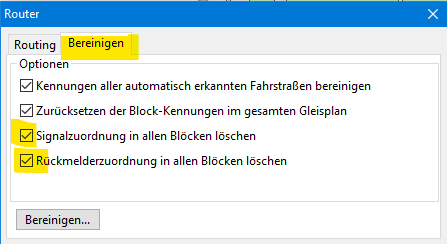 Router
Routing Bereinigen
Optionen
Kennungen aller automatisch erkannten Fahrstraßen bereinigen
Zurücksetzen der Block-Kennungen im gesamten Gleisplan
Signalzuordnung in allen Blöcken löschen
Rückmelderzuordnung in allen Blöcken löschen
Bereinigen...